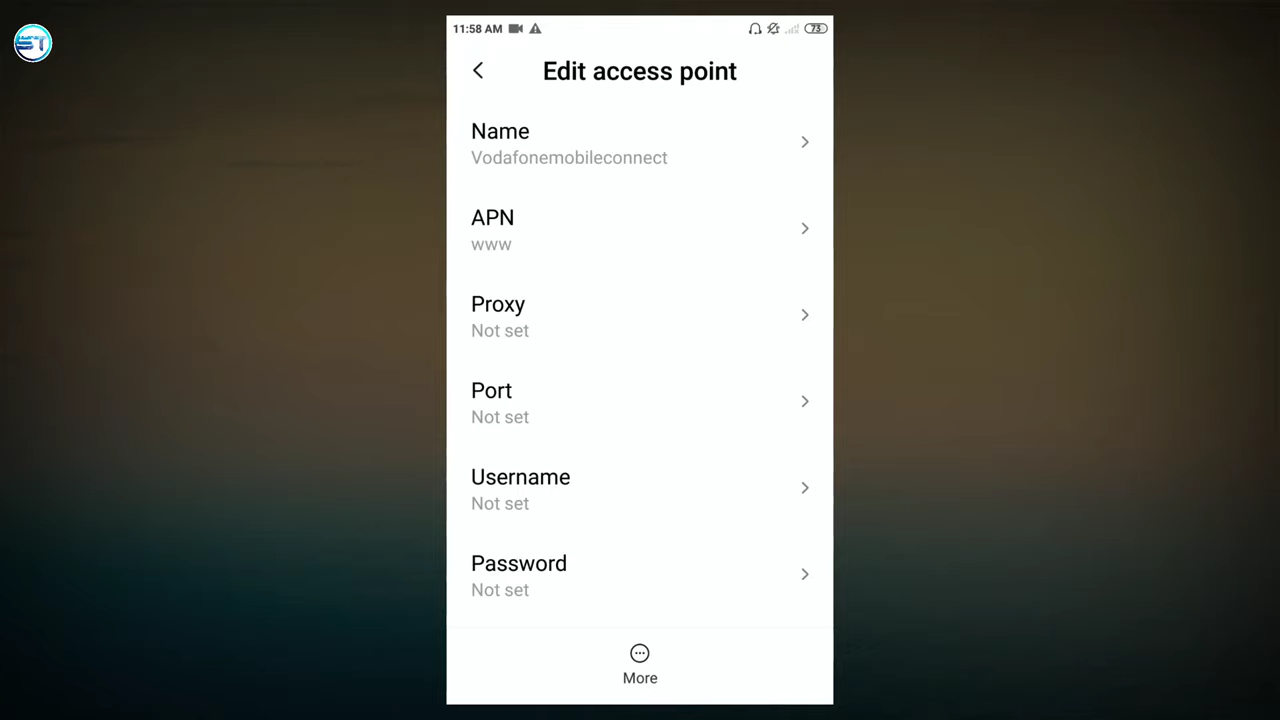 ST
11:58 AM
73
Edit access point
Name
Vodafonemobileconnect
APN
www
Proxy
Not set
Port
Not set
Username
Not set
Password
Not set
More